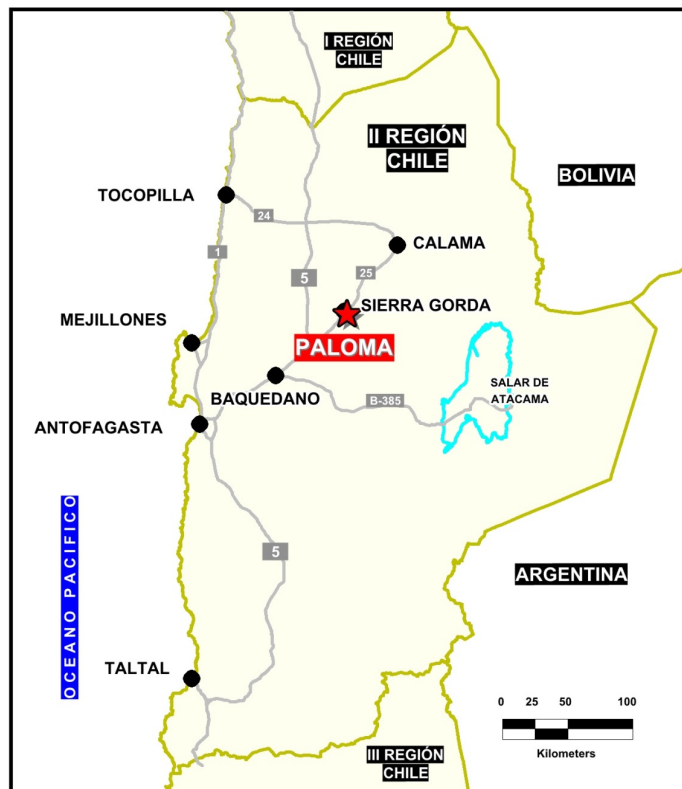 I REGIÓN
CHILE
II REGIÓN
CHILE
BOLIVIA
TOCOPILLA
24
CALAMA
1
5
25
SIERRA GORDA
MEJILLONES
PALOMA
SALAR DE
ATACAMA
BAQUEDANO
B-385
ANTOFAGASTA
OCEANO PACIFICO
5
ARGENTINA
TALTAL
0 25 50 100
Kilometers
III REGIÓN
CHILE